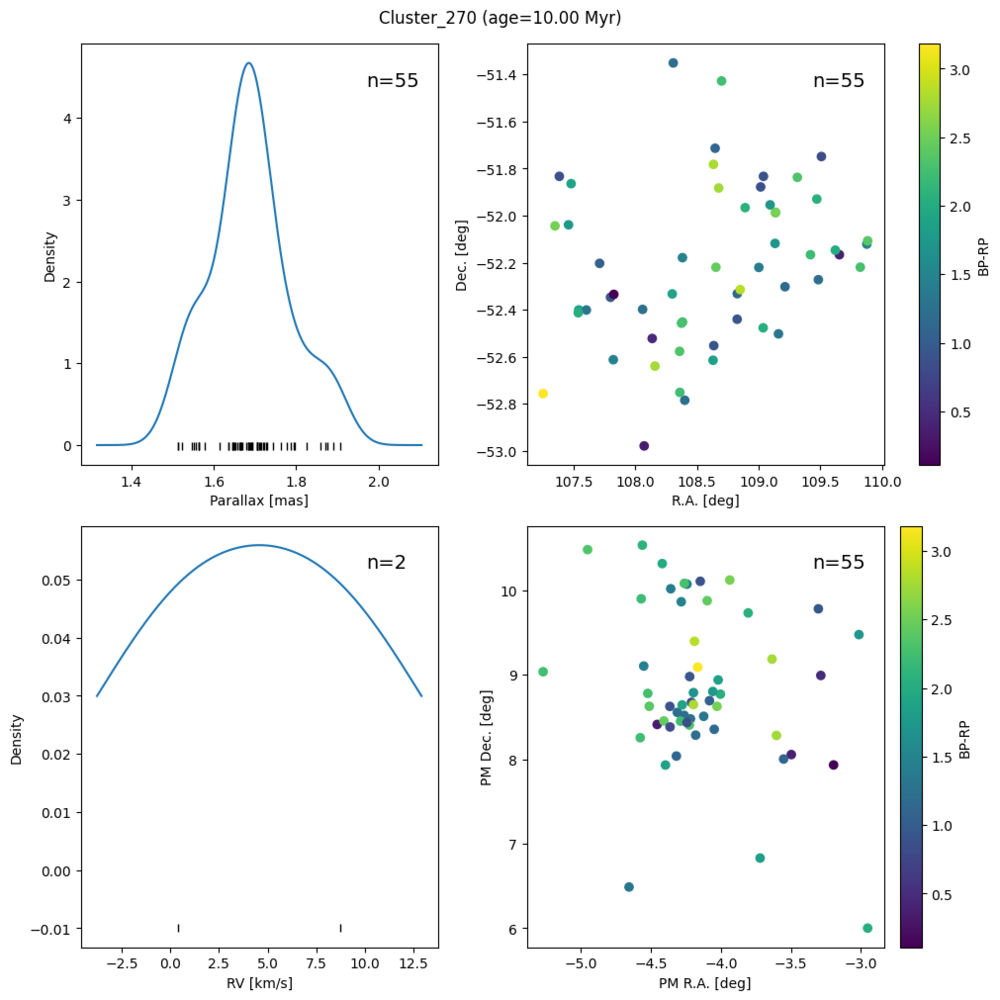 Cluster_270 (age=10.00 Myr)
n=55
4
3
2
1
0
Density
1.4 1.6 1.8 2.0
Parallax [mas]
n=55
−51.4
−51.6
−51.8
−52.0
−52.2
−52.4
−52.6
−52.8
−53.0
Dec. [deg]
107.5 108.0 108.5 109.0 109.5 110.0
R.A. [deg]
3.0
2.5
2.0
1.5
1.0
0.5
BP-RP
n=2
0.05
0.04
0.03
0.02
0.01
0.00
−0.01
Density
−2.5 0.0 2.5 5.0 7.5 10.0 12.5
RV [km/s]
n=55
10
9
8
7
6
PM Dec. [deg]
−5.0 −4.5 −4.0 −3.5 −3.0
PM R.A. [deg]
3.0
2.5
2.0
1.5
1.0
0.5
BP-RP